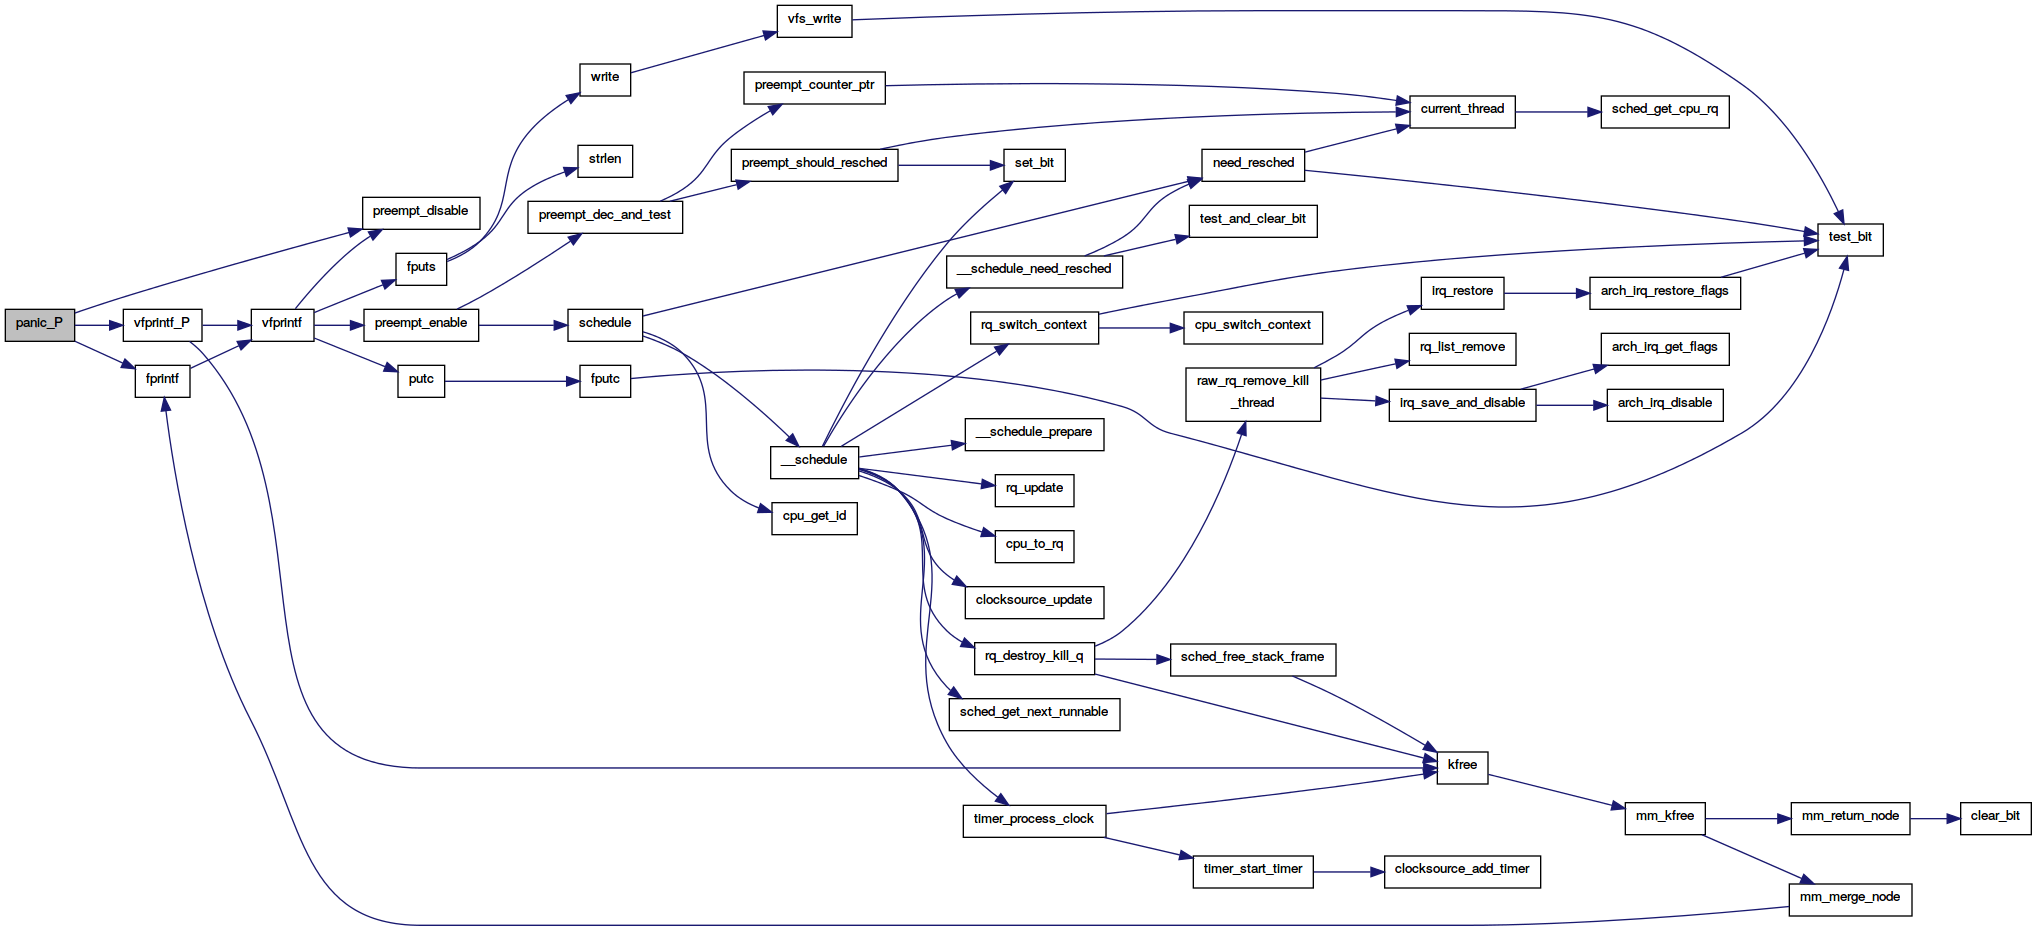 vfs_write
write
preempt_counter_ptr
current_thread
sched_get_cpu_rq
strlen
preempt_should_resched
set_bit
need_resched
preempt_disable
preempt_dec_and_test
test_and_clear_bit
test_bit
fputs
__schedule_need_resched
irq_restore
arch_irq_restore_flags
panic_P
vfprintf_P
vfprintf
preempt_enable
schedule
rq_switch_context
cpu_switch_context
rq_list_remove
arch_irq_get_flags
fprintf
putc
fputc
raw_rq_remove_kill
_thread
irq_save_and_disable
arch_irq_disable
__schedule_prepare
__schedule
rq_update
cpu_get_id
cpu_to_rq
clocksource_update
rq_destroy_kill_q
sched_free_stack_frame
sched_get_next_runnable
kfree
timer_process_clock
mm_kfree
mm_return_node
clear_bit
timer_start_timer
clocksource_add_timer
mm_merge_node